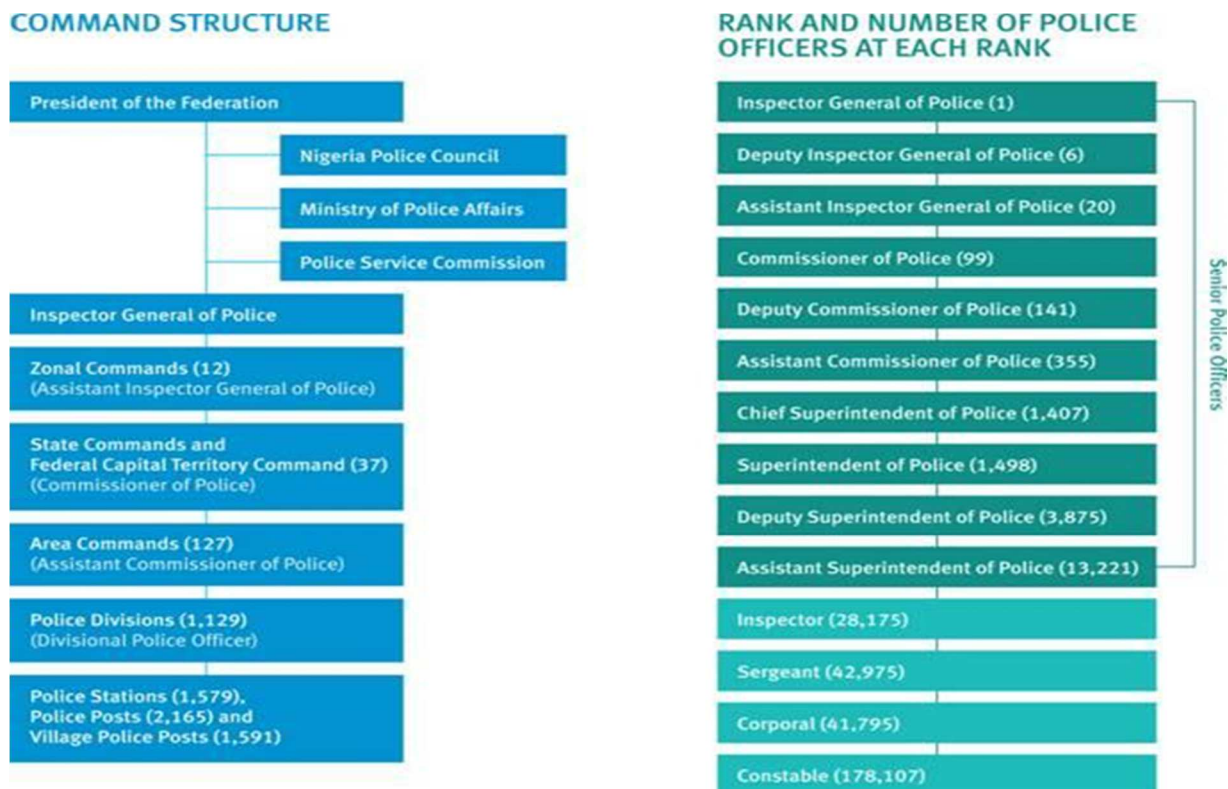 COMMAND STRUCTURE
President of the Federation
Nigeria Police Council
Ministry of Police Affairs
Police Service Commission
Inspector General of Police
Zonal Commands (12)
(Assistant Inspector General of Police)
State Commands and
Federal Capital Territory Command (37)
(Commissioner of Police)
Area Commands (127)
(Assistant Commissioner of Police)
Police Divisions (1,129)
(Divisional Police Officer)
Police Stations (1,579),
Police Posts (2,165) and
Village Police Posts (1,591)
RANK AND NUMBER OF POLICE
OFFICERS AT EACH RANK
Inspector General of Police (1)
Deputy Inspector General of Police (6)
Assistant Inspector General of Police (20)
Commissioner of Police (99)
Deputy Commissioner of Police (141)
Assistant Commissioner of Police (355)
Chief Superintendent of Police (1,407)
Superintendent of Police (1,498)
Deputy Superintendent of Police (3,875)
Assistant Superintendent of Police (13,221)
Inspector (28,175)
Sergeant (42,975)
Corporal (41,795)
Constable (178,107)
Senior Police Officers